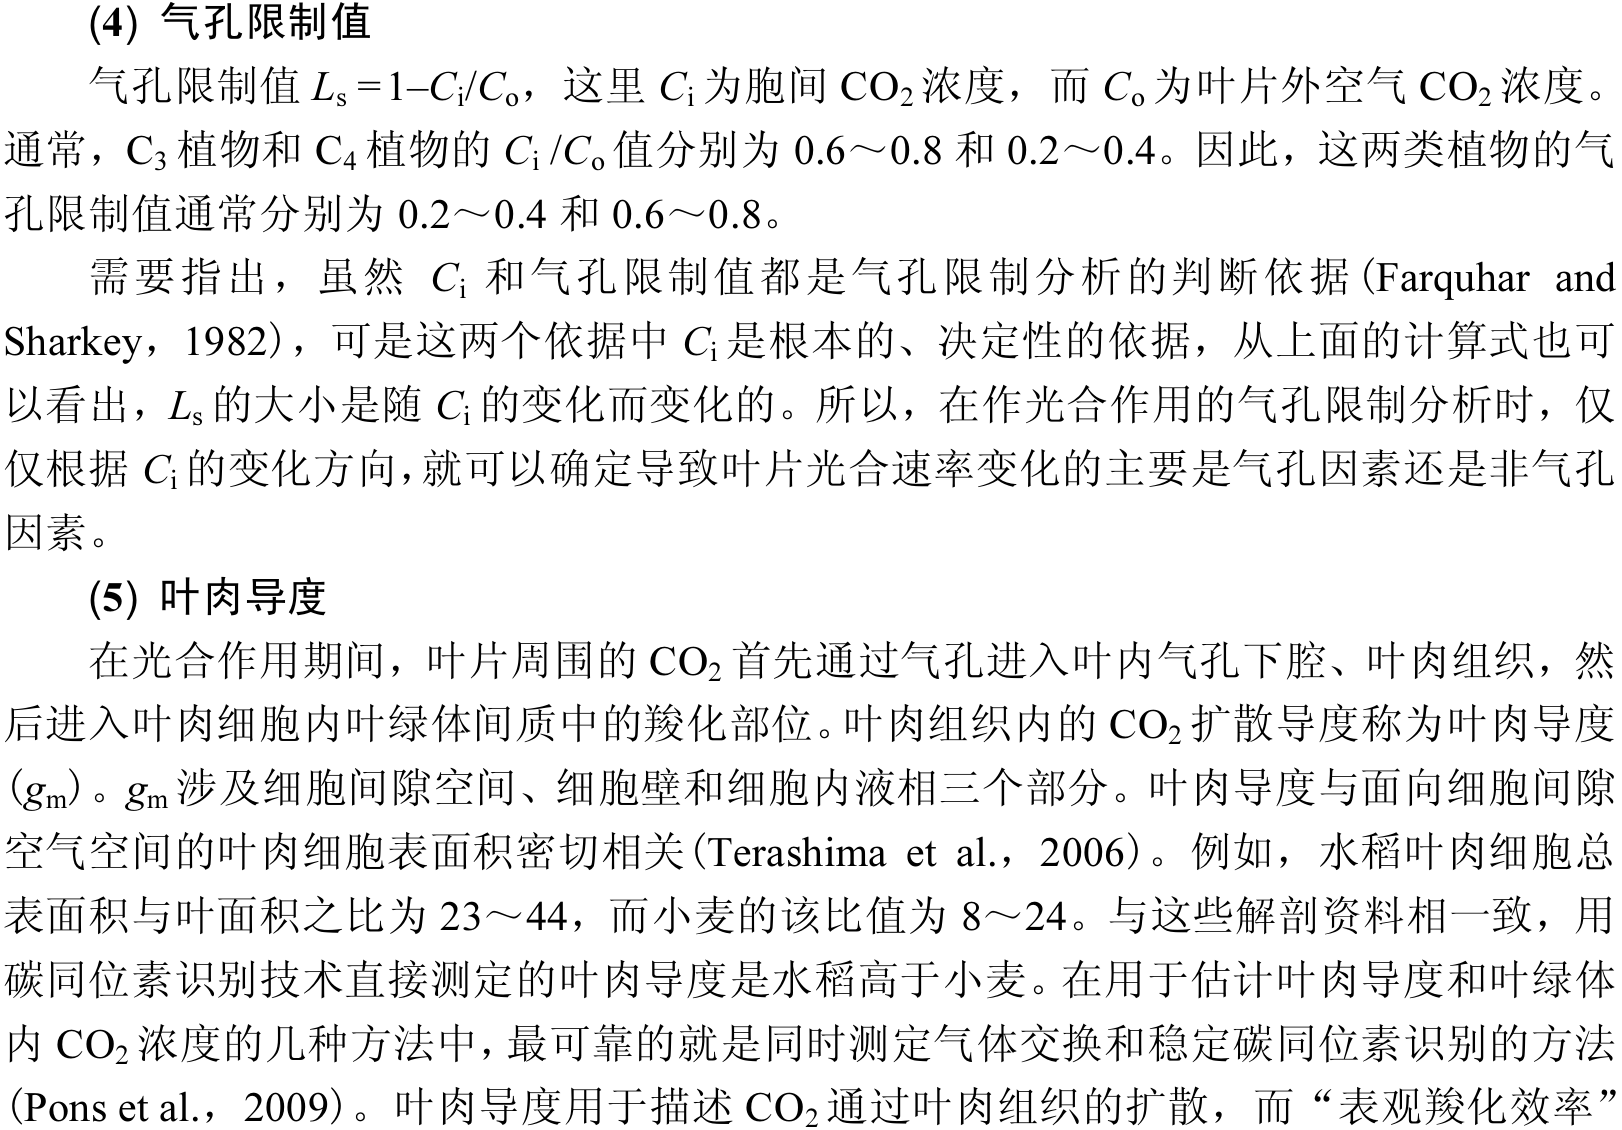 (4) 气孔限制值
气孔限制值 Ls = 1–Ci/Co，这里 Ci 为胞间 CO2 浓度，而 Co 为叶片外空气 CO2 浓度。
通常，C3 植物和 C4 植物的 Ci /Co 值分别为 0.6～0.8 和 0.2～0.4。因此，这两类植物的气
孔限制值通常分别为 0.2～0.4 和 0.6～0.8。
需要指出，虽然 Ci 和气孔限制值都是气孔限制分析的判断依据(Farquhar and
Sharkey，1982)，可是这两个依据中 Ci 是根本的、决定性的依据，从上面的计算式也可
以看出，Ls 的大小是随 Ci 的变化而变化的。所以，在作光合作用的气孔限制分析时，仅
仅根据 Ci 的变化方向，就可以确定导致叶片光合速率变化的主要是气孔因素还是非气孔
因素。
(5) 叶肉导度
在光合作用期间，叶片周围的 CO2 首先通过气孔进入叶内气孔下腔、叶肉组织，然
后进入叶肉细胞内叶绿体间质中的羧化部位。叶肉组织内的 CO2 扩散导度称为叶肉导度
(gm)。gm 涉及细胞间隙空间、细胞壁和细胞内液相三个部分。叶肉导度与面向细胞间隙
空气空间的叶肉细胞表面积密切相关(Terashima et al.，2006)。例如，水稻叶肉细胞总
表面积与叶面积之比为 23～44，而小麦的该比值为 8～24。与这些解剖资料相一致，用
碳同位素识别技术直接测定的叶肉导度是水稻高于小麦。在用于估计叶肉导度和叶绿体
内 CO2 浓度的几种方法中，最可靠的就是同时测定气体交换和稳定碳同位素识别的方法
(Pons et al.，2009)。叶肉导度用于描述 CO2 通过叶肉组织的扩散，而“表观羧化效率”